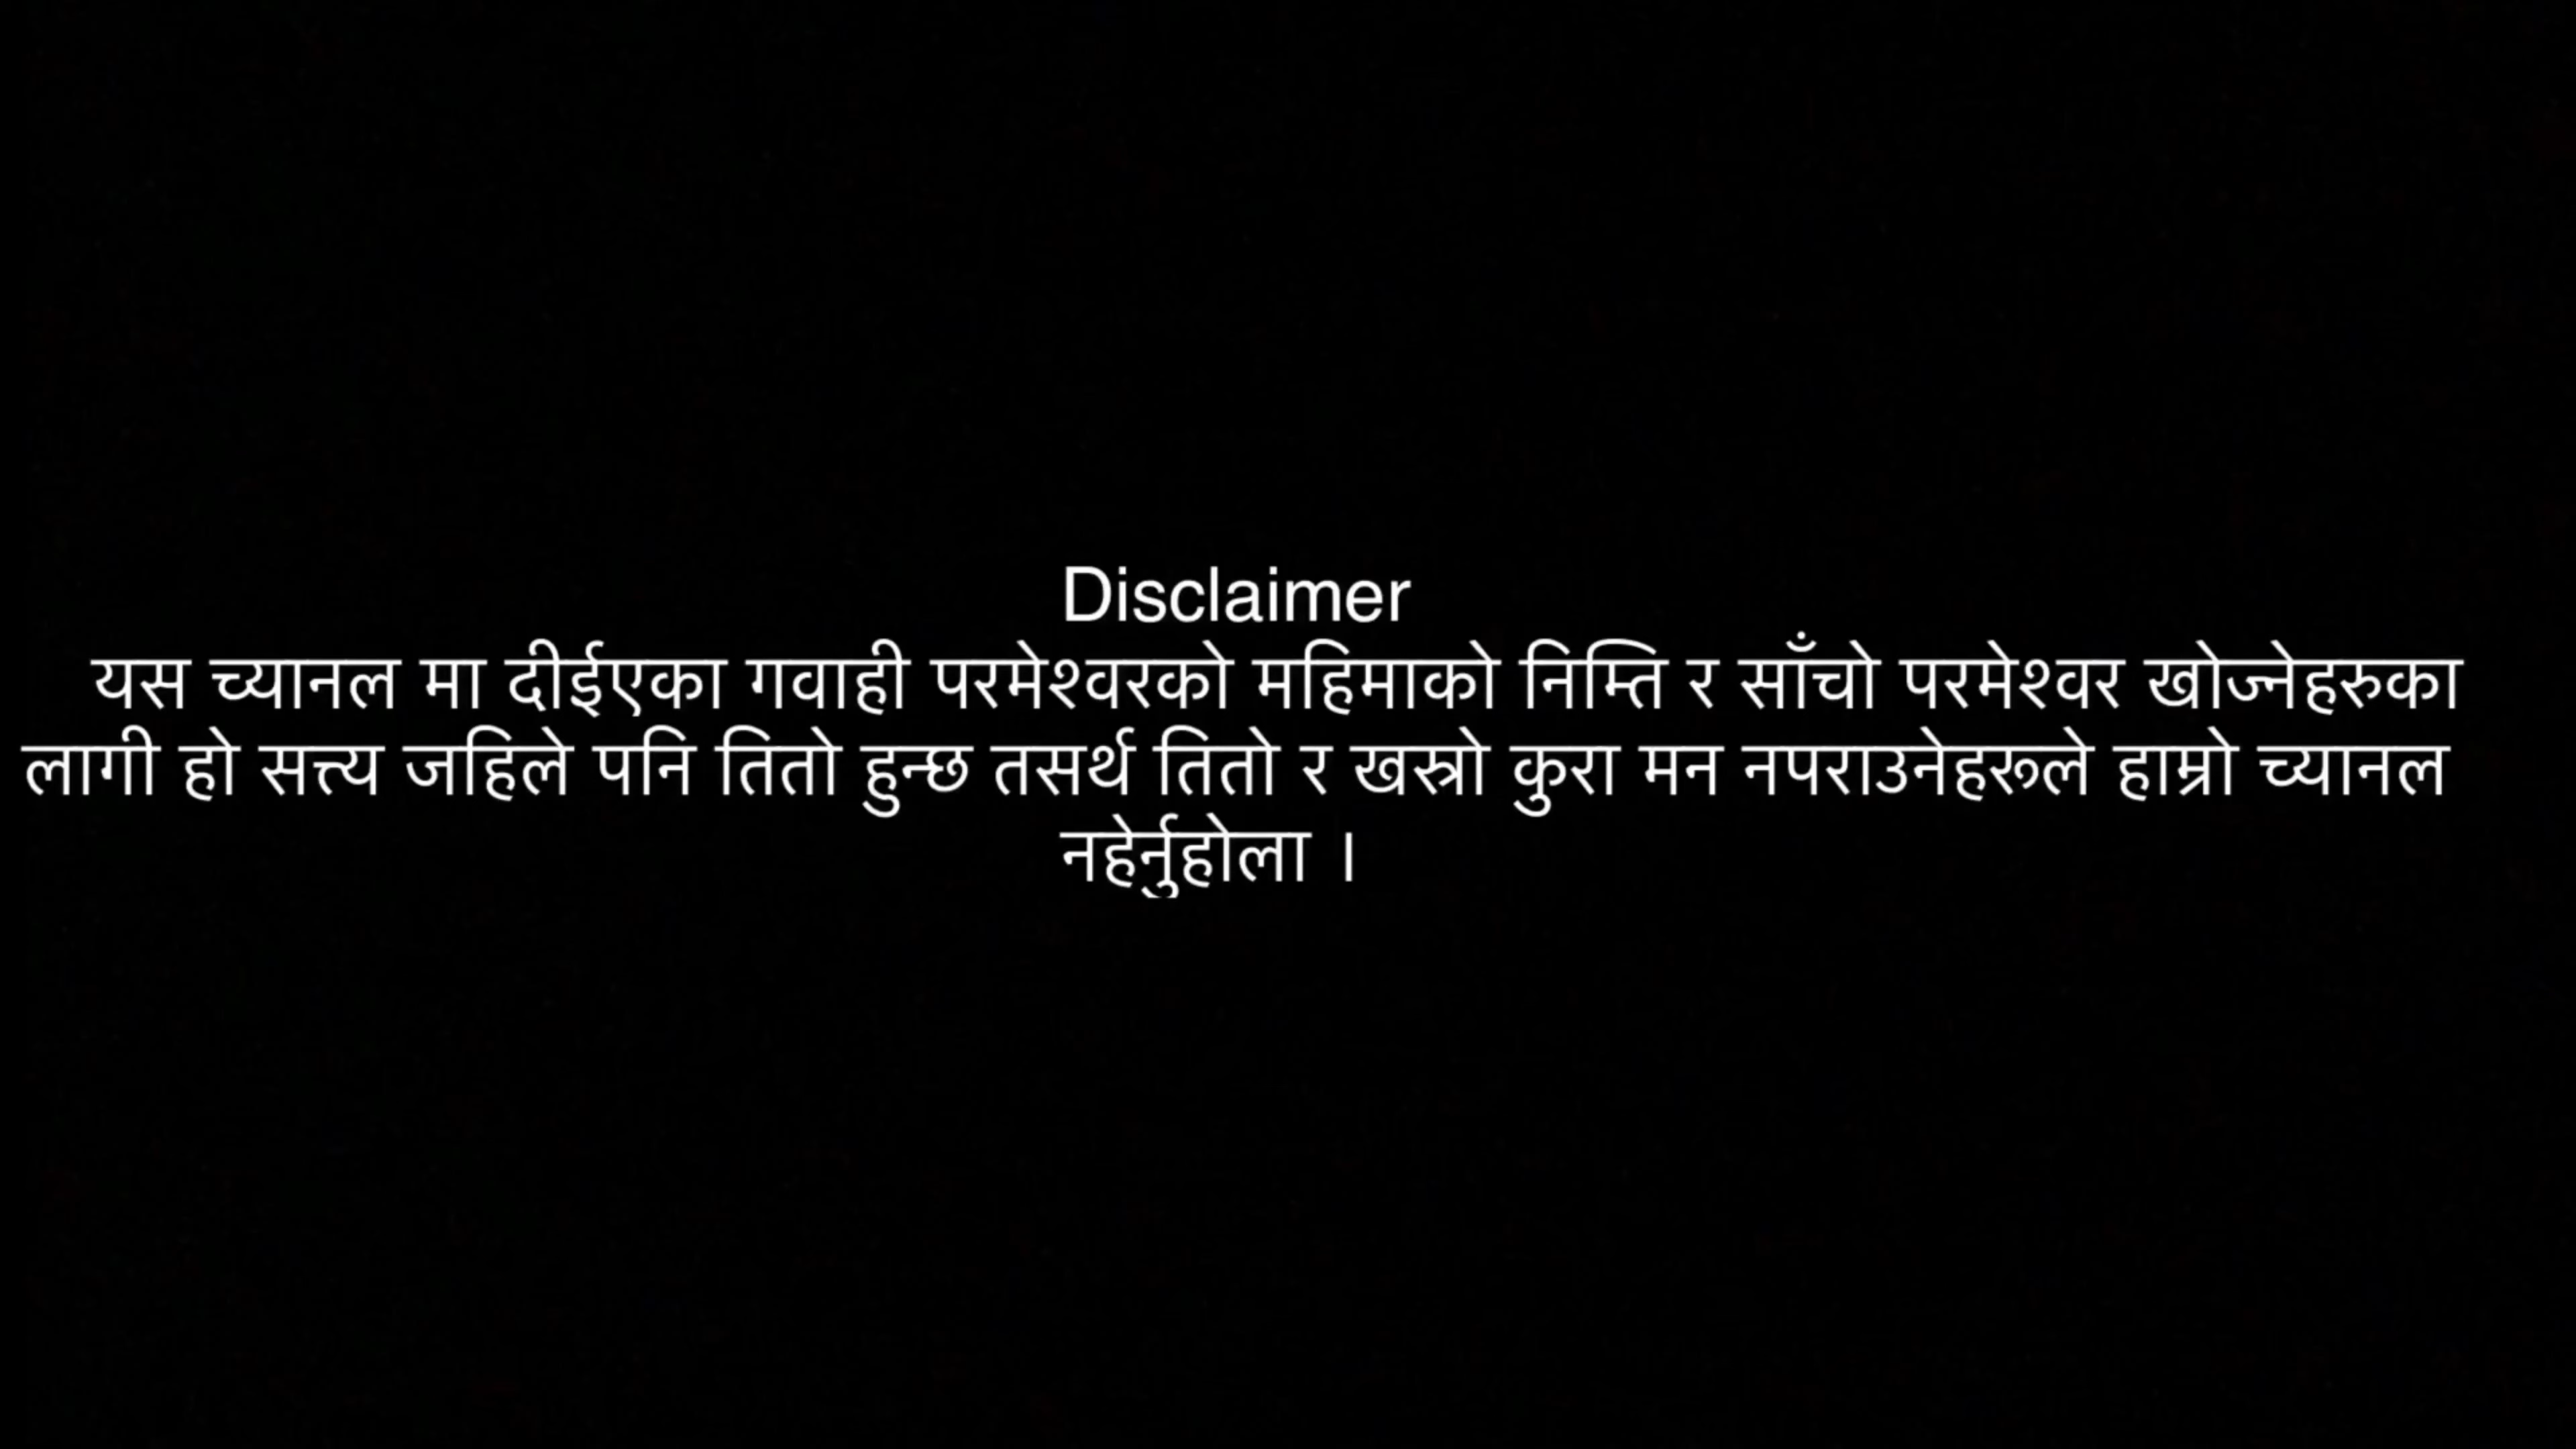 Disclaimer
यस च्यानल मा दीईएका गवाही परमेश्वरको महिमाको निम्ति र साँचो परमेश्वर खोज्नेहरुका
लागी हो सत्त्य जहिले पनि तितो हुन्छ तसर्थ तितो र खस्रो कुरा मन नपराउनेहरूले हाम्रो च्यानल
नहेर्नुहोला ।